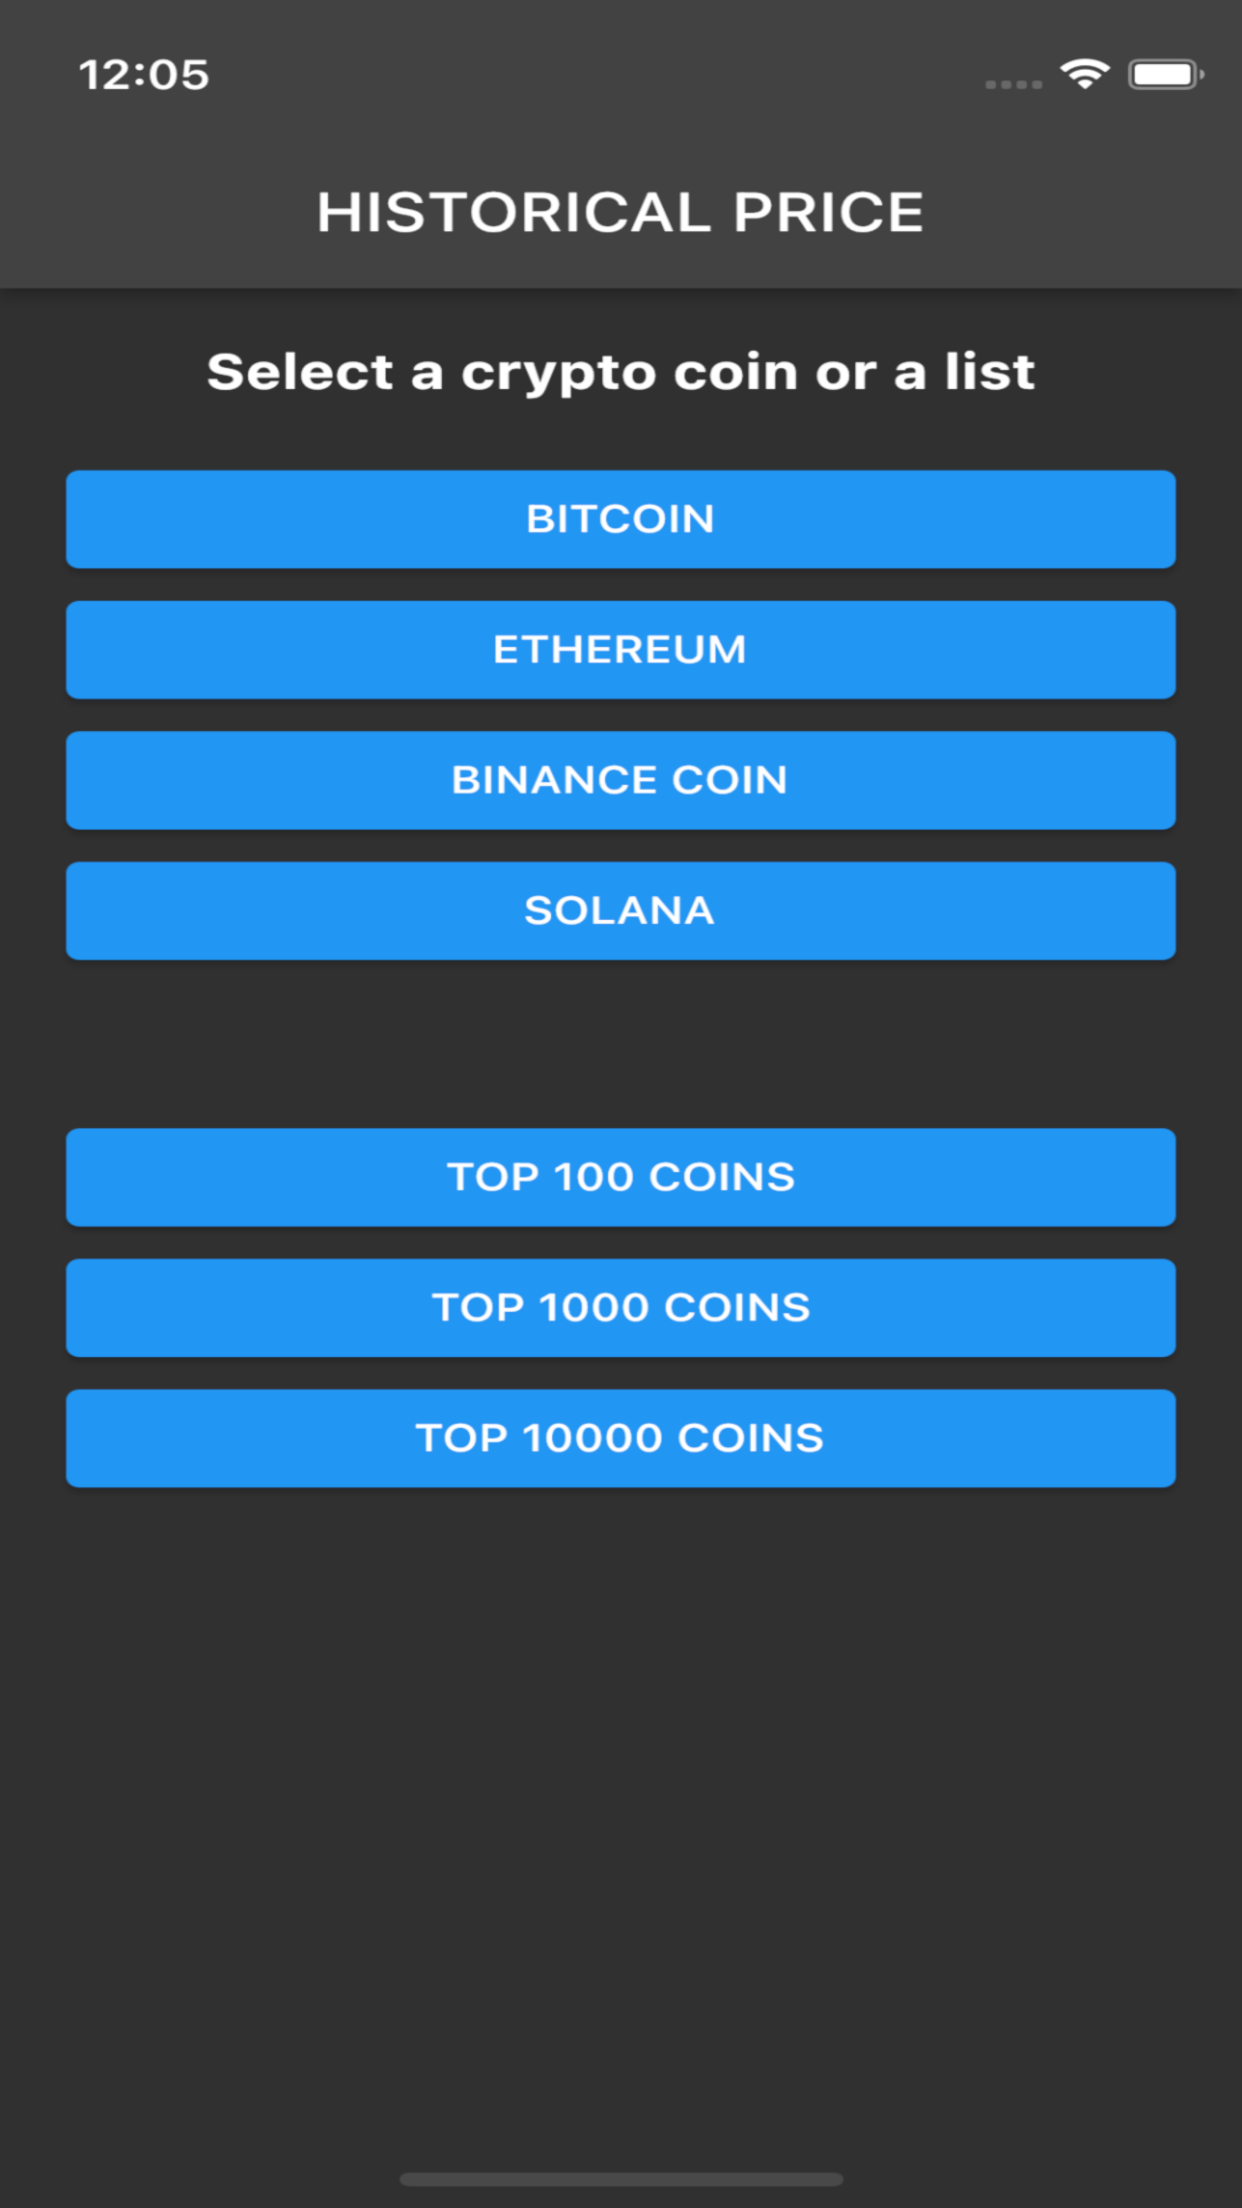 12:05
HISTORICAL PRICE
Select a crypto coin or a list
BITCOIN
ETHEREUM
BINANCE COIN
SOLANA
TOP 100 COINS
TOP 1000 COINS
TOP 10000 COINS